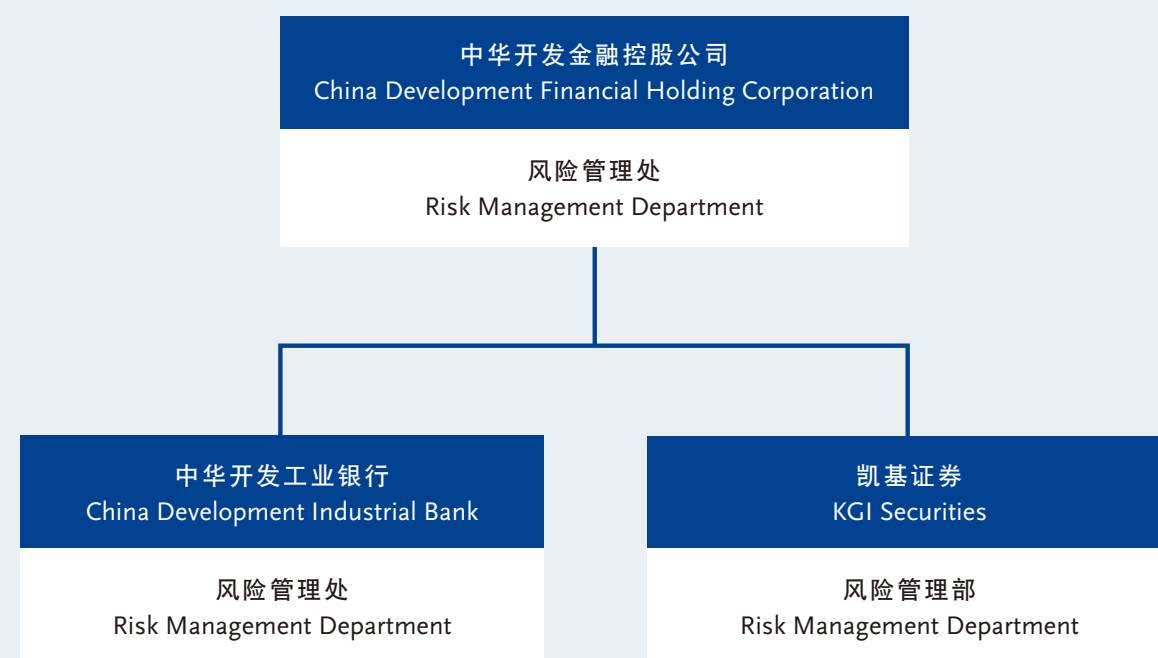 中华开发金融控股公司
China Development Financial Holding Corporation
风险管理处
Risk Management Department
中华开发工业银行
China Development Industrial Bank
风险管理处
Risk Management Department
凯基证券
KGI Securities
风险管理部
Risk Management Department